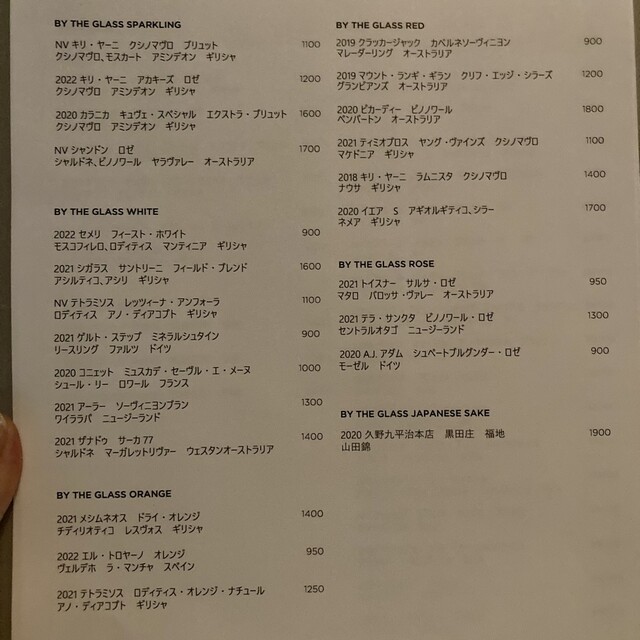 BY THE GLASS SPARKLING
NV キリ・ヤーニ　クシノマヴロ　ブリュット 1100
クシノマヴロ、モスカート　アミンデオン　ギリシャ
2022 キリ・ヤーニ　アカキーズ　ロゼ 1200
クシノマヴロ　アミンデオン　ギリシャ
2020 カラニカ　キュヴェ・スペシャル　エクストラ・ブリュット 1600
クシノマヴロ　アミンデオン　ギリシャ
NV シャンドン　ロゼ 1700
シャルドネ、ピノノワール　ヤラヴァレー　オーストラリア
BY THE GLASS WHITE
2022 セメリ　フィースト・ホワイト 900
モスコフィレロ、ロディティス　マンティニア　ギリシャ
2021 シガラス　サントリーニ　フィールド・ブレンド 1600
アシルティコ、アシリ　ギリシャ
NV テトラミソス　レッツィーナ・アンフォーラ 1100
ロディティス　アノ・ディアコプト　ギリシャ
2021 ゲルト・ステップ　ミネラルシュタイン 900
リースリング　ファルツ　ドイツ
2020 コニェット　ミュスカデ・セーヴル・エ・メーヌ 1000
シュール・リー　ロワール　フランス
2021 アーラー　ソーヴィニヨンブラン 1300
ワイララパ　ニュージーランド
2021 ザナドゥ　サーカ 77 1400
シャルドネ　マーガレットリヴァー　ウェスタンオーストラリア
BY THE GLASS ORANGE
2021 メシムネオス　ドライ・オレンジ 1400
チディリオティコ　レスヴォス　ギリシャ
2022 エル・トロヤーノ　オレンジ 950
ヴェルデホ　ラ・マンチャ　スペイン
2021 テトラミソス　ロディティス・オレンジ・ナチュール 1250
アノ・ディアコプト　ギリシャ
BY THE GLASS RED
2019 クラッカージャック　カベルネソーヴィニヨン 900
マレーダーリング　オーストラリア
2019 マウント・ランギ・ギラン　クリフ・エッジ・シラーズ 1200
グランピアンズ　オーストラリア
2020 ピカーディー　ピノノワール 1800
ペンバートン　オーストラリア
2021 ティミオプロス　ヤング・ヴァインズ　クシノマヴロ 1100
マケドニア　ギリシャ
2018 キリ・ヤーニ　ラムニスタ　クシノマヴロ 1400
ナウサ　ギリシャ
2020 イエア　S　アギオルギティコ、シラー 1700
ネメア　ギリシャ
BY THE GLASS ROSE
2021 トイスナー　サルサ・ロゼ 950
マタロ　バロッサ・ヴァレー　オーストラリア
2021 テラ・サンクタ　ピノノワール・ロゼ 1300
セントラルオタゴ　ニュージーランド
2020 A.J. アダム　シュペートブルグンダー・ロゼ 900
モーゼル　ドイツ
BY THE GLASS JAPANESE SAKE
2020 久野九平治本店　黒田庄　福地 1900
山田錦